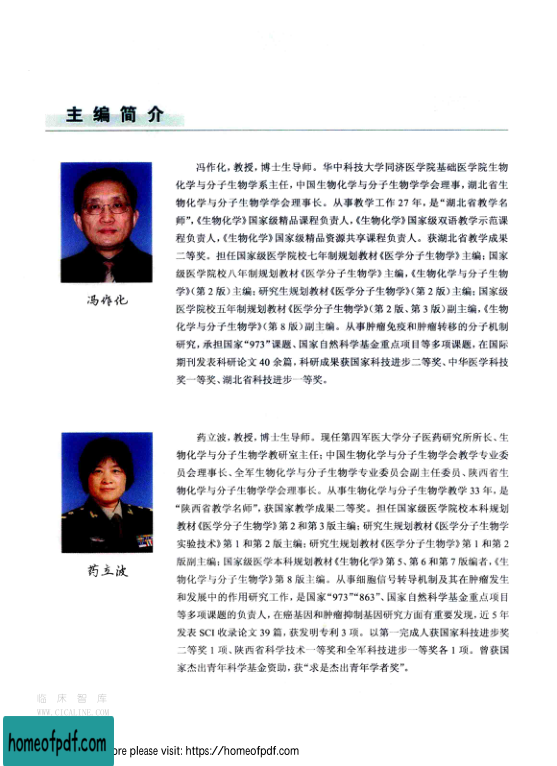 主编简介
冯作化，教授，博士生导师。华中科技大学同济医学院基础医学院生物
化学与分子生物学系主任，中国生物化学与分子生物学学会理事，湖北省生
物化学与分子生物学学会理事长。从事教学工作 27 年，是“湖北省教学名
师”，《生物化学》国家级精品课程负责人，《生物化学》国家级双语教学示范课
程负责人，《生物化学》国家级精品资源共享课程负责人。获湖北省教学成果
二等奖。担任国家级医学院校七年制规划教材《医学分子生物学》主编；国家
级医学院校八年制规划教材《医学分子生物学》主编，《生物化学与分子生物
学》（第 2 版）主编；研究生规划教材《医学分子生物学》（第 2 版）主编；国家级
医学院校五年制规划教材《医学分子生物学》（第 2 版、第 3 版）副主编，《生物
化学与分子生物学》（第 8 版）副主编。从事肿瘤免疫和肿瘤转移的分子机制
研究，承担国家“973”课题、国家自然科学基金重点项目等多项课题，在国际
期刊发表科研论文 40 余篇，科研成果获国家科技进步二等奖、中华医学科技
奖一等奖、湖北省科技进步一等奖。
冯作化
药立波，教授，博士生导师。现任第四军医大学分子医药研究所所长、生
物化学与分子生物学教研室主任；中国生物化学与分子生物学会教学专业委
员会理事长、全军生物化学与分子生物学专业委员会副主任委员、陕西省生
物化学与分子生物学学会理事长。从事生物化学与分子生物学教学 33 年，是
“陕西省教学名师”，获国家教学成果二等奖。担任国家级医学院校本科规划
教材《医学分子生物学》第 2 和第 3 版主编；研究生规划教材《医学分子生物学
实验技术》第 1 和第 2 版主编；研究生规划教材《医学分子生物学》第 1 和第 2
版副主编；国家级医学本科规划教材《生物化学》第 5、第 6 和第 7 版编者，《生
物化学与分子生物学》第 8 版主编。从事细胞信号转导机制及其在肿瘤发生
和发展中的作用研究工作，是国家“973”“863”、国家自然科学基金重点项目
等多项课题的负责人，在癌基因和肿瘤抑制基因研究方面有重要发现，近 5 年
发表 SCI 收录论文 39 篇，获发明专利 3 项。以第一完成人获国家科技进步奖
二等奖 1 项、陕西省科学技术一等奖和全军科技进步一等奖各 1 项。曾获国
家杰出青年科学基金资助，获“求是杰出青年学者奖”。
药立波
临床智库
WWW.CICALINE.COM
homeofpdf.com
ore please visit: https://homeofpdf.com